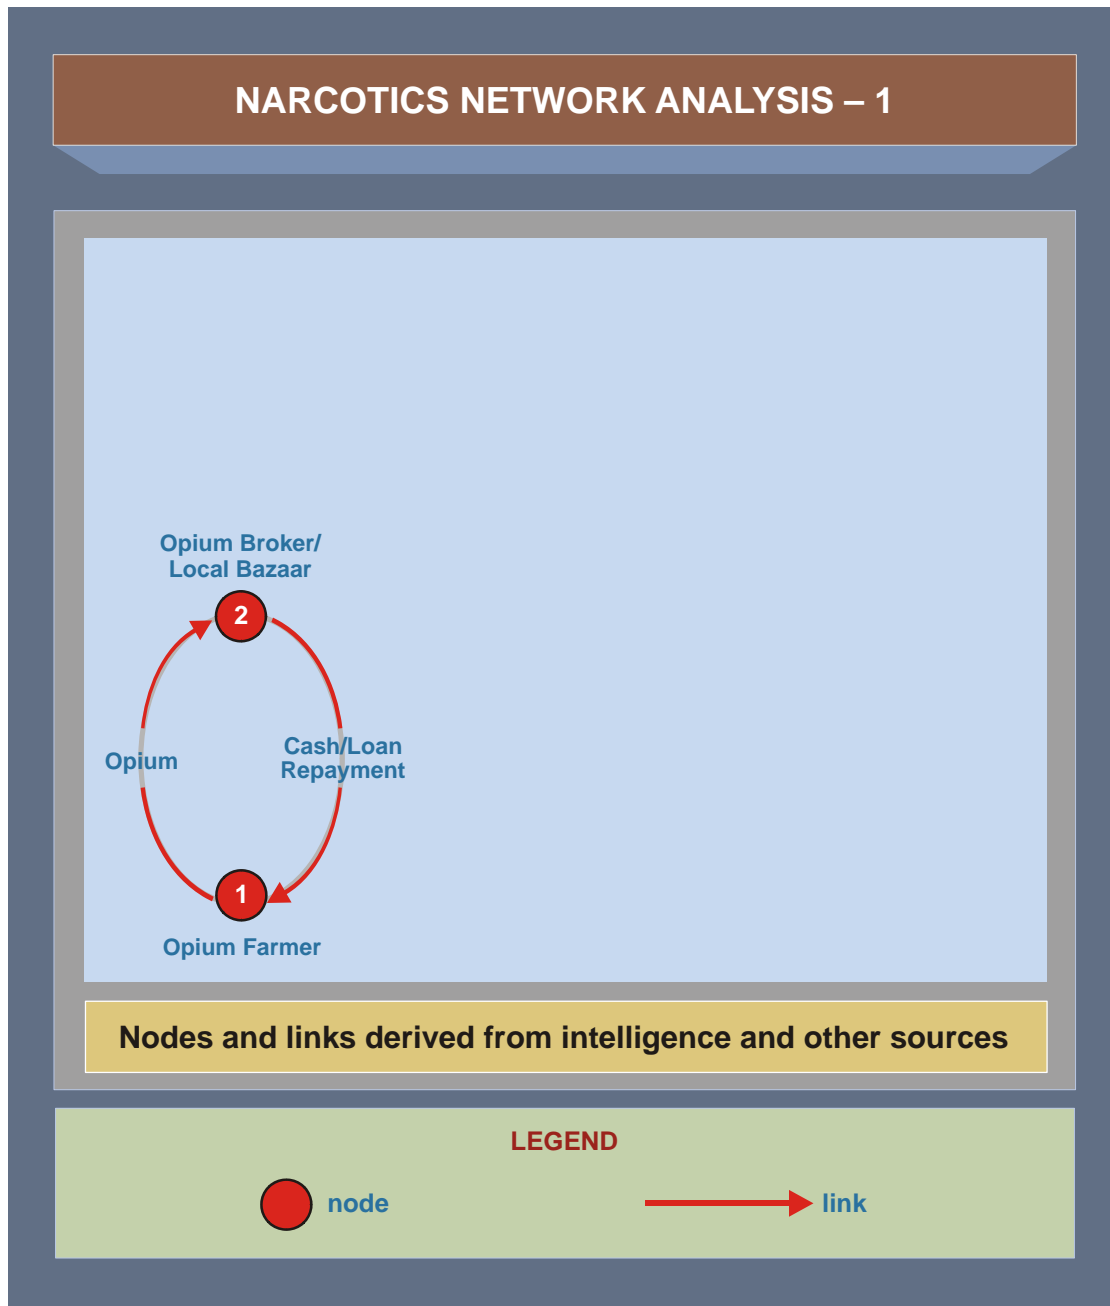 NARCOTICS NETWORK ANALYSIS – 1
Opium Broker/
Local Bazaar
2
Opium
Cash/Loan
Repayment
1
Opium Farmer
Nodes and links derived from intelligence and other sources
LEGEND
node
link